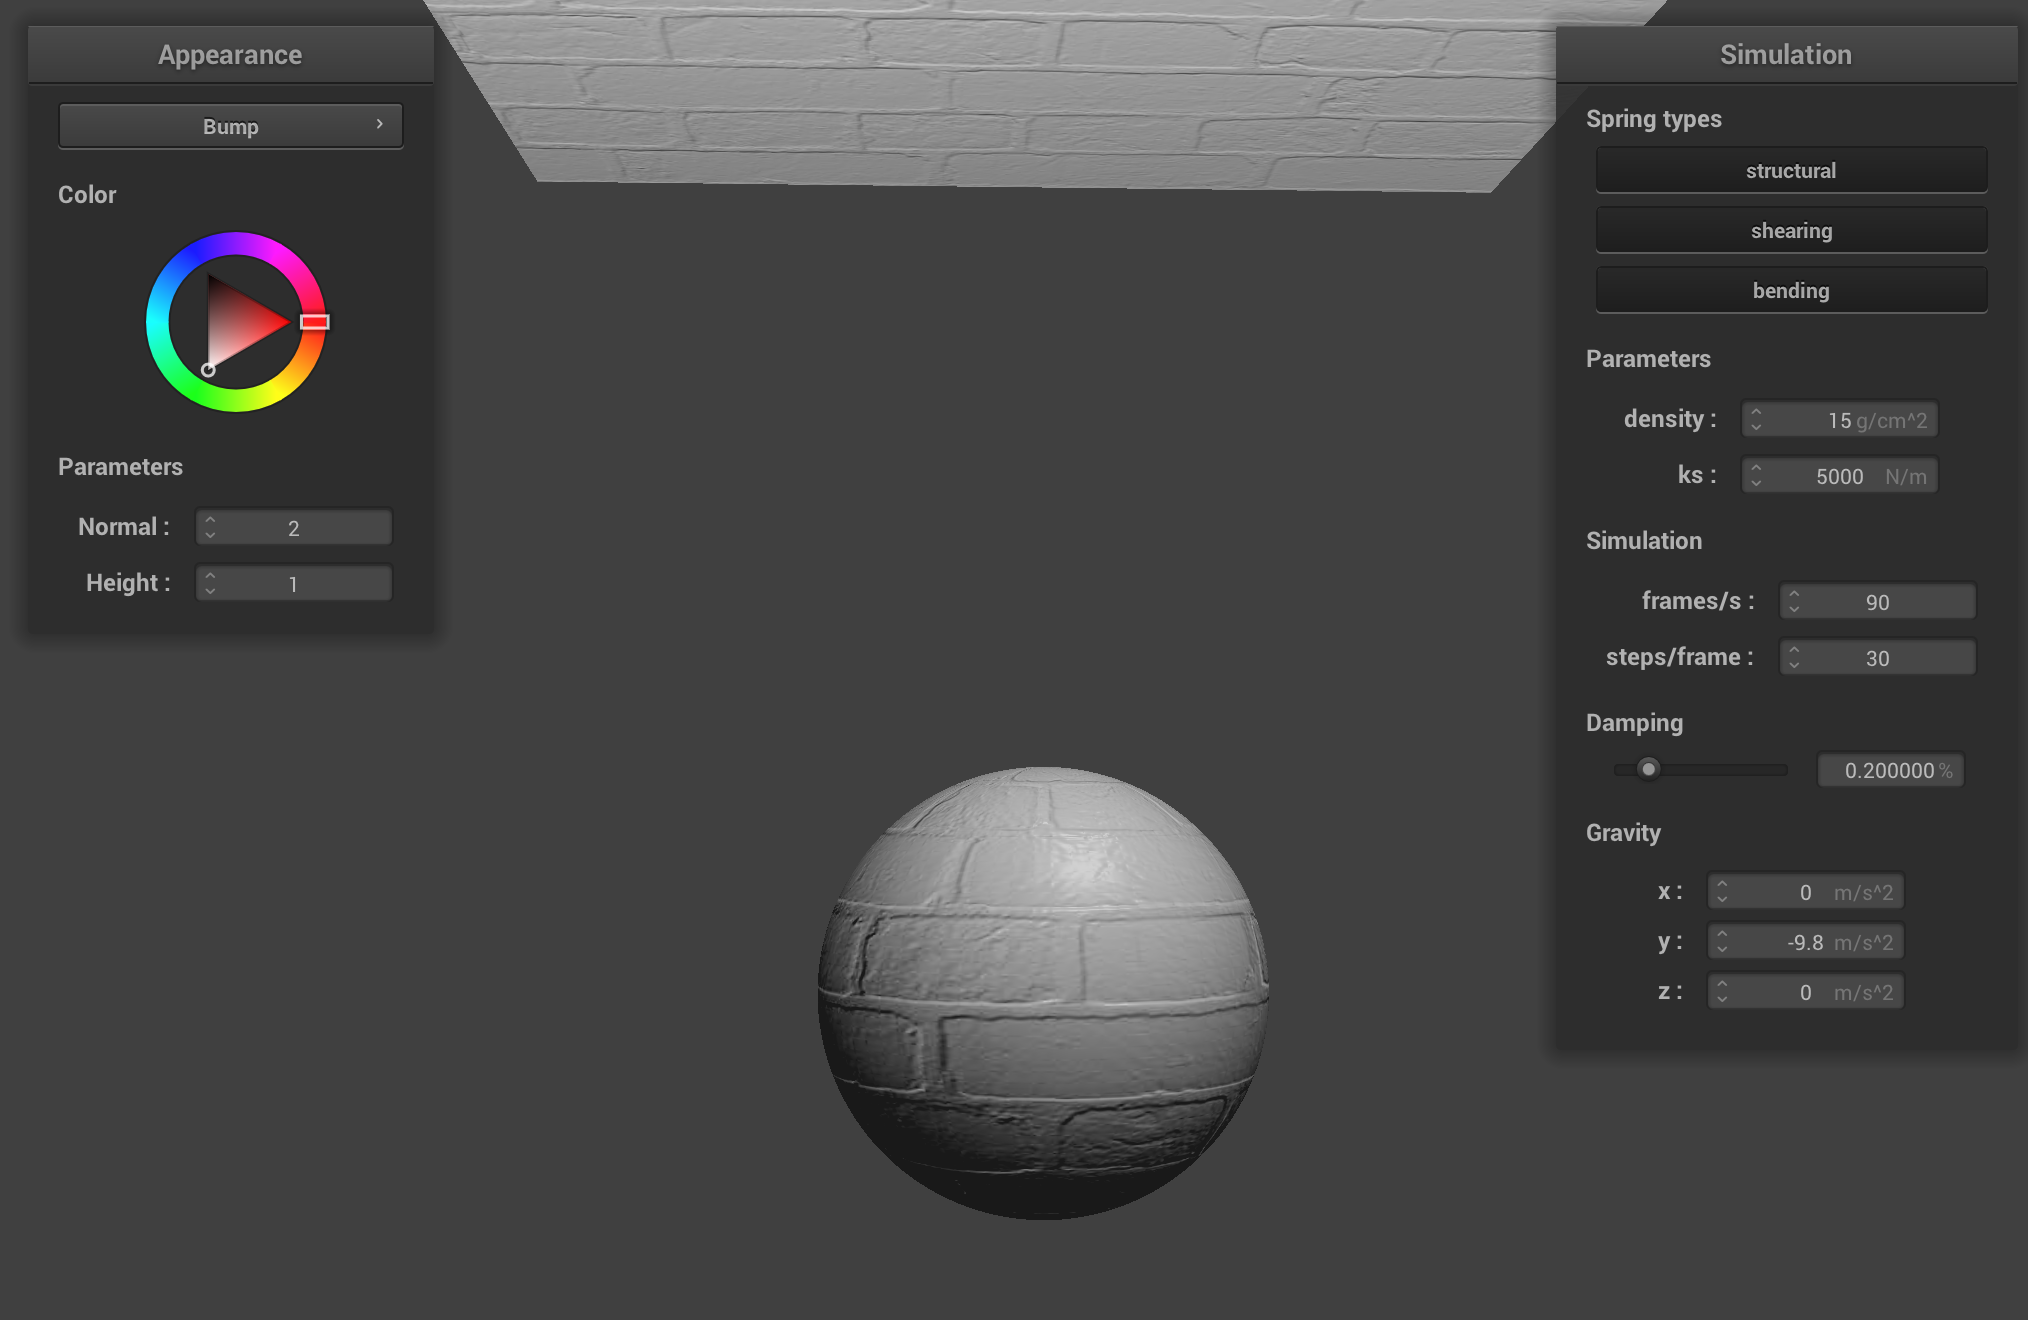 Appearance
Bump
Color
Parameters
Normal : 2
Height : 1
Simulation
Spring types
structural
shearing
bending
Parameters
density : 15 g/cm^2
ks : 5000 N/m
Simulation
frames/s : 90
steps/frame : 30
Damping
0.200000 %
Gravity
x : 0 m/s^2
y : -9.8 m/s^2
z : 0 m/s^2